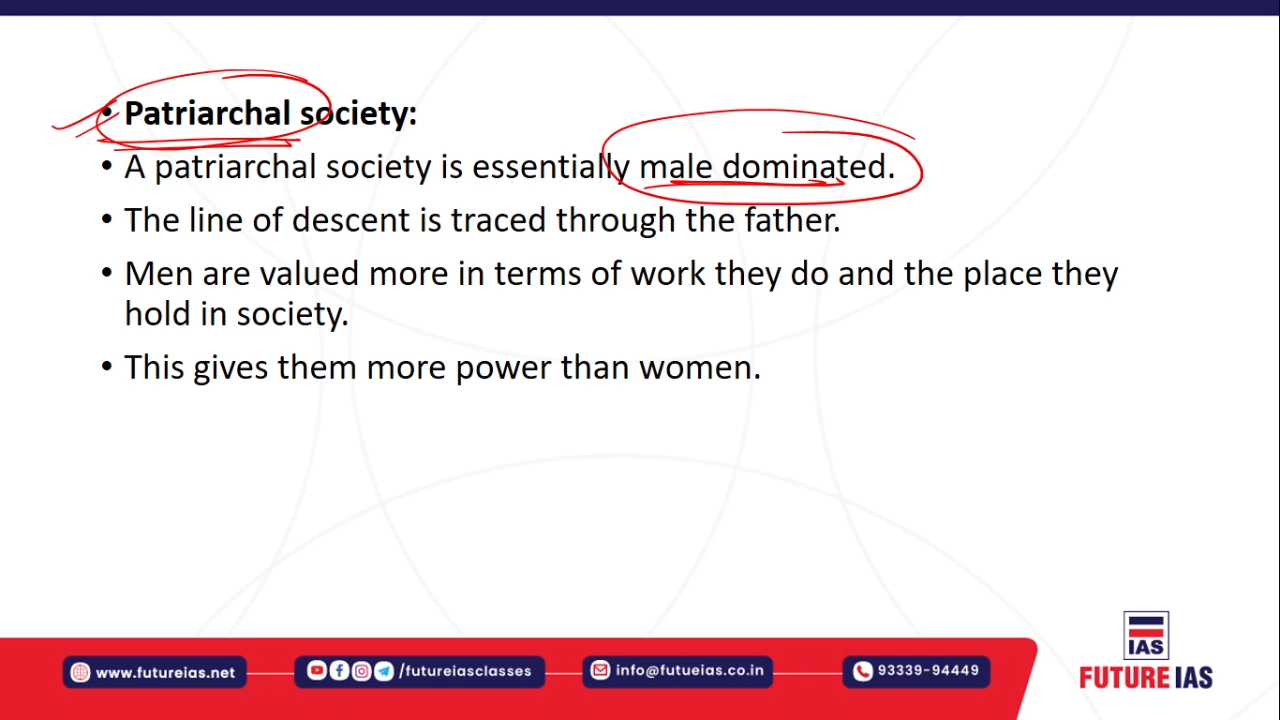 • Patriarchal society:
• A patriarchal society is essentially male dominated.
• The line of descent is traced through the father.
• Men are valued more in terms of work they do and the place they
hold in society.
• This gives them more power than women.
IAS
www.futureias.net
/futureiasclasses
info@futueias.co.in
93339-94449
FUTURE IAS